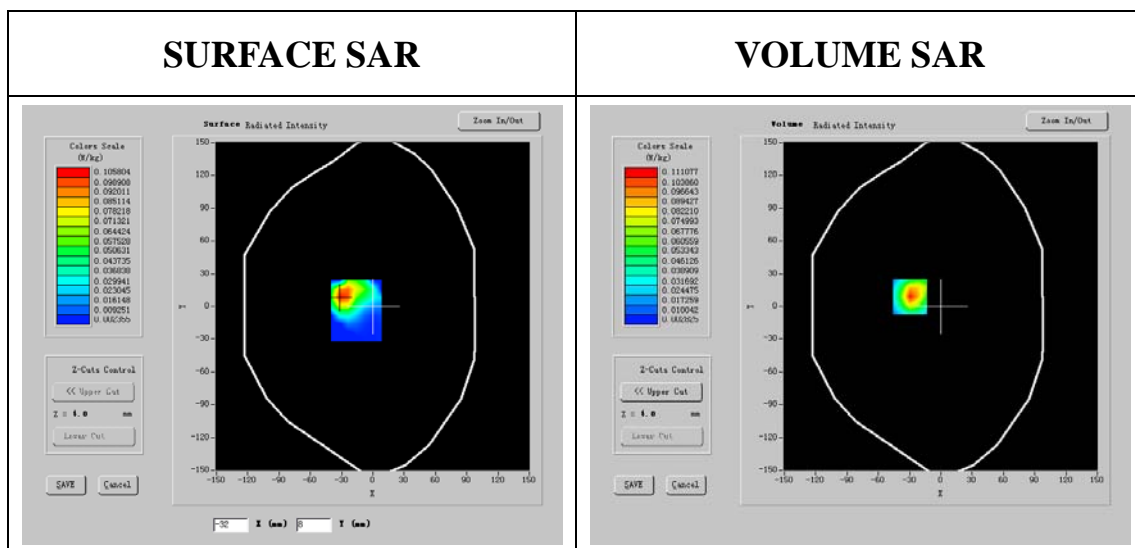 SURFACE SAR
VOLUME SAR
Surface Radiated Intensity
Zoom In/Out
Colors Scale
(W/kg)
0.105804
0.098908
0.092011
0.085114
0.078218
0.071321
0.064424
0.057528
0.050631
0.043735
0.036838
0.029941
0.023045
0.016148
0.009251
0.002355
150
120
90
60
30
0
-30
-60
-90
-120
-150
Y
-150 -120 -90 -60 -30 0 30 60 90 120 150
X
Z-Cuts Control
<< Upper Cut
Z = 4.0 mm
Lower Cut
SAVE Cancel
-32 X (mm) 8 Y (mm)
Volume Radiated Intensity
Zoom In/Out
Colors Scale
(W/kg)
0.111077
0.103860
0.096643
0.089427
0.082210
0.074993
0.067776
0.060559
0.053343
0.046126
0.038909
0.031692
0.024475
0.017259
0.010042
150
120
90
60
30
0
-30
-60
-90
-120
-150
Y
-150 -120 -90 -60 -30 0 30 60 90 120 150
X
Z-Cuts Control
<< Upper Cut
Z = 4.0 mm
Lower Cut
SAVE Cancel